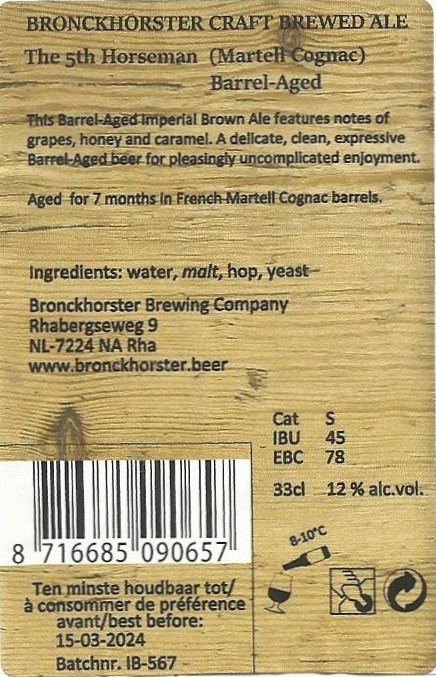 BRONCKHORSTER CRAFT BREWED ALE
The 5th Horseman (Martell Cognac)
Barrel-Aged
This Barrel-Aged Imperial Brown Ale features notes of
grapes, honey and caramel. A delicate, clean, expressive
Barrel-Aged beer for pleasingly uncomplicated enjoyment.
Aged for 7 months in French Martell Cognac barrels.
Ingredients: water, malt, hop, yeast
Bronckhorster Brewing Company
Rhabergseweg 9
NL-7224 NA Rha
www.bronckhorster.beer
Cat S
IBU 45
EBC 78
33cl 12 % alc.vol.
8-10°C
8 716685 090657
Ten minste houdbaar tot/
à consommer de préférence
avant/best before:
15-03-2024
Batchnr. IB-567